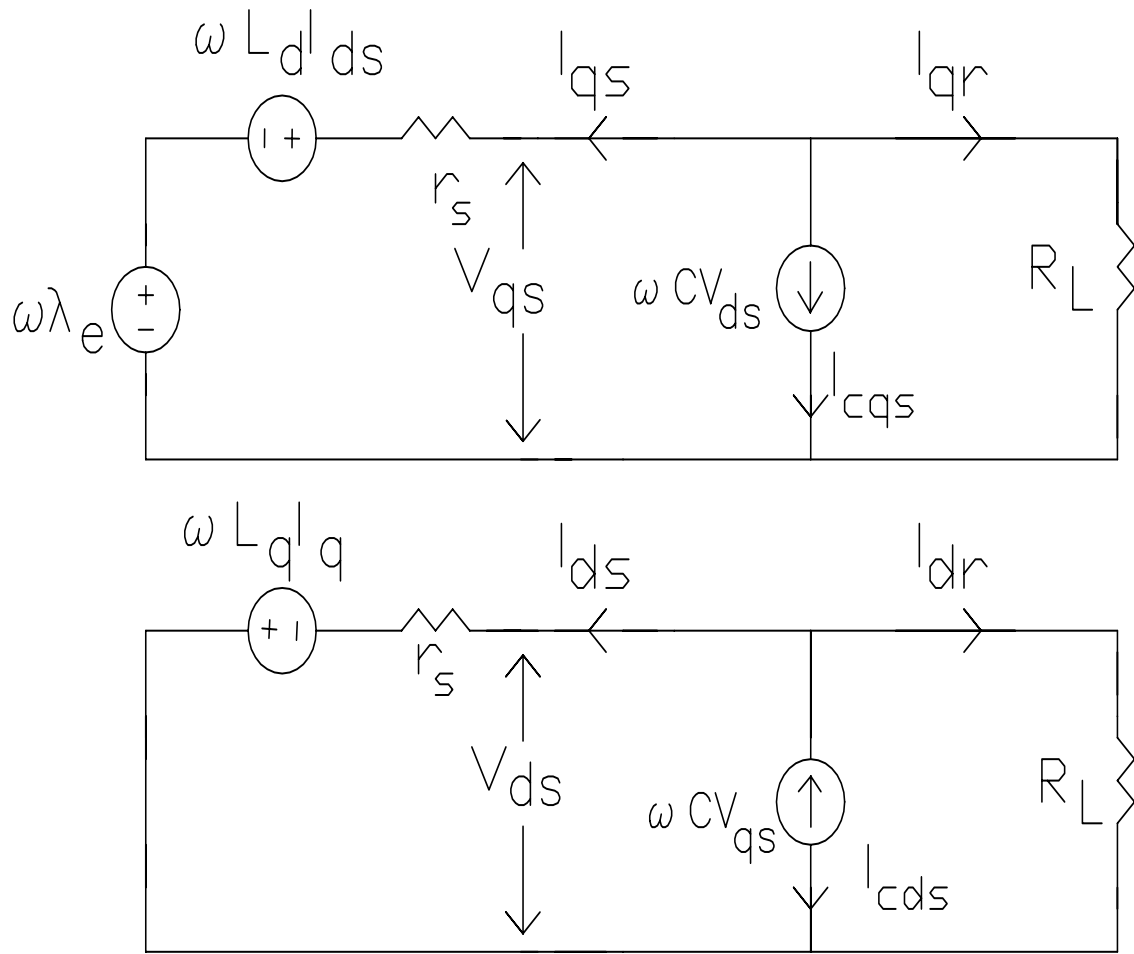 ω L_d I_ds
I_qs
I_qr
r_s
V_qs
ωλ_e
+
−
− +
ω CV_ds
I_cqs
R_L
ω L_q I_q
I_ds
I_dr
+ −
r_s
V_ds
ω CV_qs
I_cds
R_L